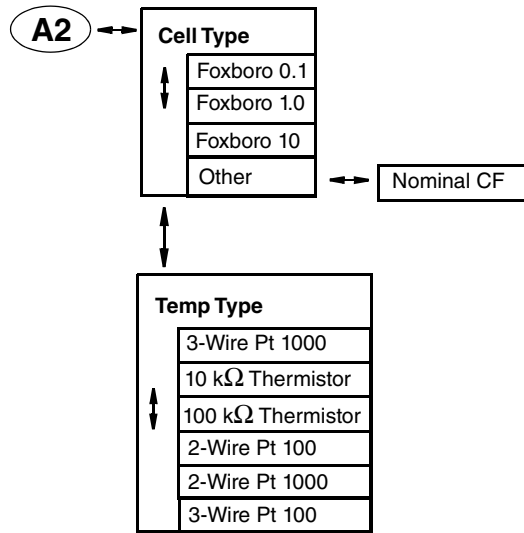 A2
Cell Type
Foxboro 0.1
Foxboro 1.0
Foxboro 10
Other
Nominal CF
Temp Type
3-Wire Pt 1000
10 kΩ Thermistor
100 kΩ Thermistor
2-Wire Pt 100
2-Wire Pt 1000
3-Wire Pt 100